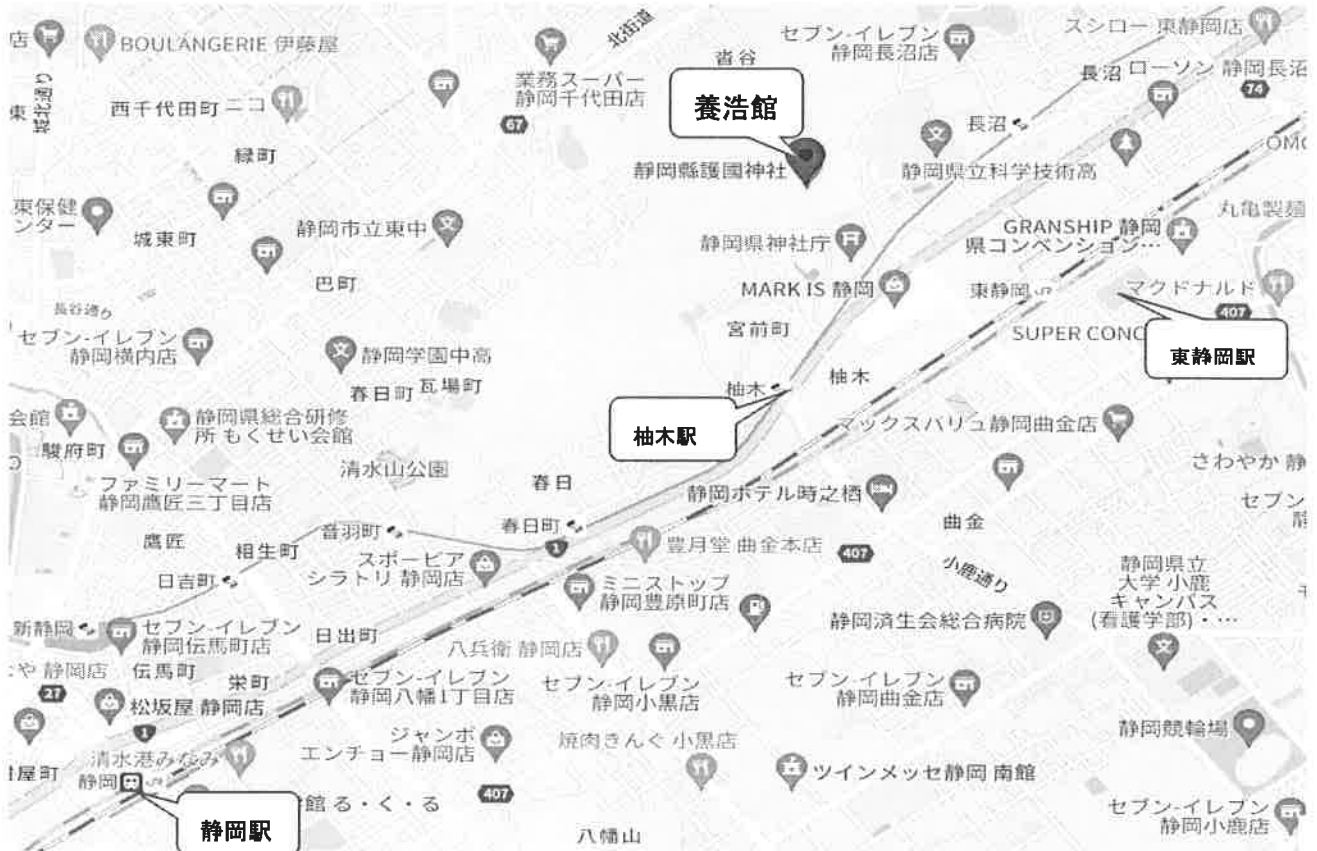 店
BOULANGERIE 伊藤屋
北街道
セブン-イレブン
静岡長沼店
スシロー 東静岡店
城北通り
東
西千代田町
ニコ
業務スーパー
静岡千代田店
沓谷
長沼
ローソン 静岡長沼
74
67
養浩館
長沼
緑町
靜岡縣護國神社
静岡県立科学技術高
OMO
東保健
ンター
城東町
静岡市立東中
丸亀製麺
GRANSHIP 静岡
県コンベンション…
静岡県神社庁
巴町
MARK IS 静岡
東静岡
マクドナルド
407
長谷通り
セブン-イレブン
静岡横内店
宮前町
SUPER CONC
東静岡駅
静岡学園中高
春日町
瓦場町
柚木
柚木
会館
静岡県総合研修
所 もくせい会館
柚木駅
マックスバリュ静岡曲金店
駿府町
清水山公園
さわやか 静
ファミリーマート
静岡鷹匠三丁目店
春日
静岡ホテル時之栖
セブン
静
鷹匠
相生町
音羽町
春日町
1
曲金
豊月堂 曲金本店
407
スポーピア
シラトリ 静岡店
日吉町
ミニストップ
静岡豊原町店
小鹿通り
静岡県立
大学 小鹿
キャンパス
(看護学部)・…
新静岡
セブン-イレブン
静岡伝馬町店
日出町
八兵衛 静岡店
静岡済生会総合病院
や 静岡店
伝馬町
栄町
27
セブン-イレブン
静岡八幡1丁目店
セブン-イレブン
静岡小黒店
セブン-イレブン
静岡曲金店
松坂屋 静岡店
1
ジャンボ
エンチョー静岡店
焼肉きんぐ 小黒店
静岡競輪場
清水港みなみ
屋町
静岡
ツインメッセ静岡 南館
館 る・く・る
407
静岡駅
八幡山
セブン-イレブン
静岡小鹿店